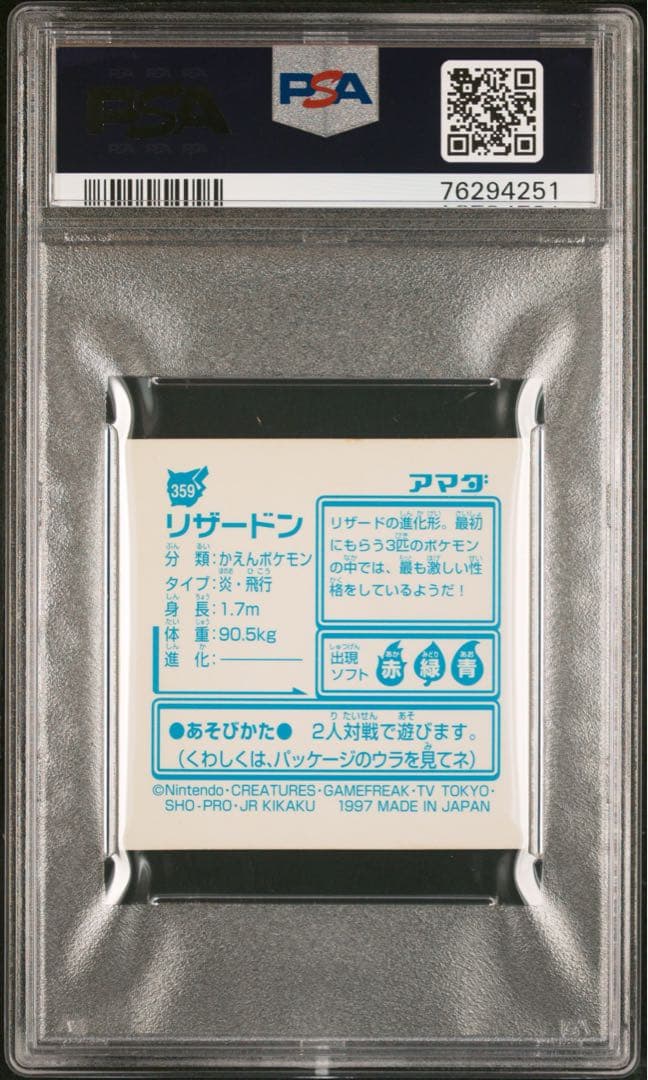 PSA
PSA
76294251
359
アマダ
リザードン
分類:かえんポケモン
タイプ:炎・飛行
身長:1.7m
体重:90.5kg
進化:————
リザードの進化形。最初
にもらう3匹のポケモン
の中では、最も激しい性
格をしているようだ!
出現
ソフト
赤 緑 青
●あそびかた● 2人対戦で遊びます。
(くわしくは、パッケージのウラを見てネ)
©Nintendo・CREATURES・GAMEFREAK・TV TOKYO・
SHO-PRO・JR KIKAKU 1997 MADE IN JAPAN